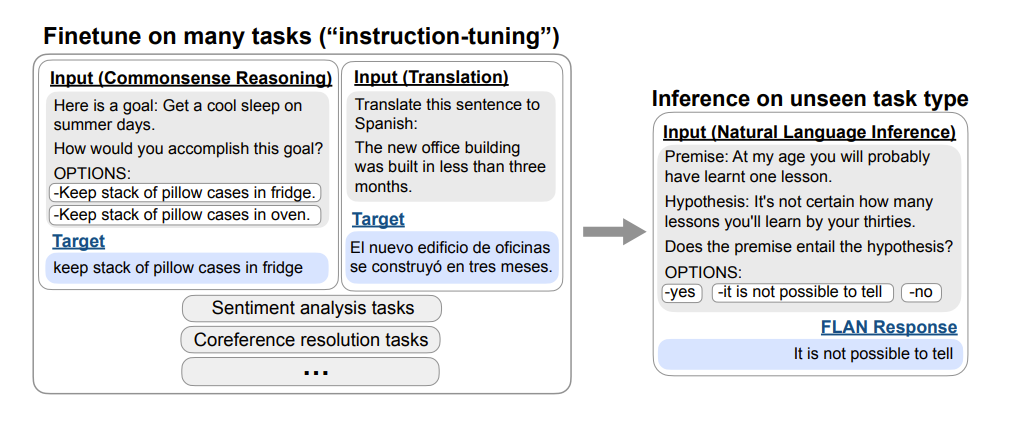 Finetune on many tasks (“instruction-tuning”)
Input (Commonsense Reasoning)
Here is a goal: Get a cool sleep on
summer days.
How would you accomplish this goal?
OPTIONS:
-Keep stack of pillow cases in fridge.
-Keep stack of pillow cases in oven.
Target
keep stack of pillow cases in fridge
Input (Translation)
Translate this sentence to
Spanish:
The new office building
was built in less than three
months.
Target
El nuevo edificio de oficinas
se construyó en tres meses.
Sentiment analysis tasks
Coreference resolution tasks
...
Inference on unseen task type
Input (Natural Language Inference)
Premise: At my age you will probably
have learnt one lesson.
Hypothesis: It's not certain how many
lessons you'll learn by your thirties.
Does the premise entail the hypothesis?
OPTIONS:
-yes -it is not possible to tell -no
FLAN Response
It is not possible to tell